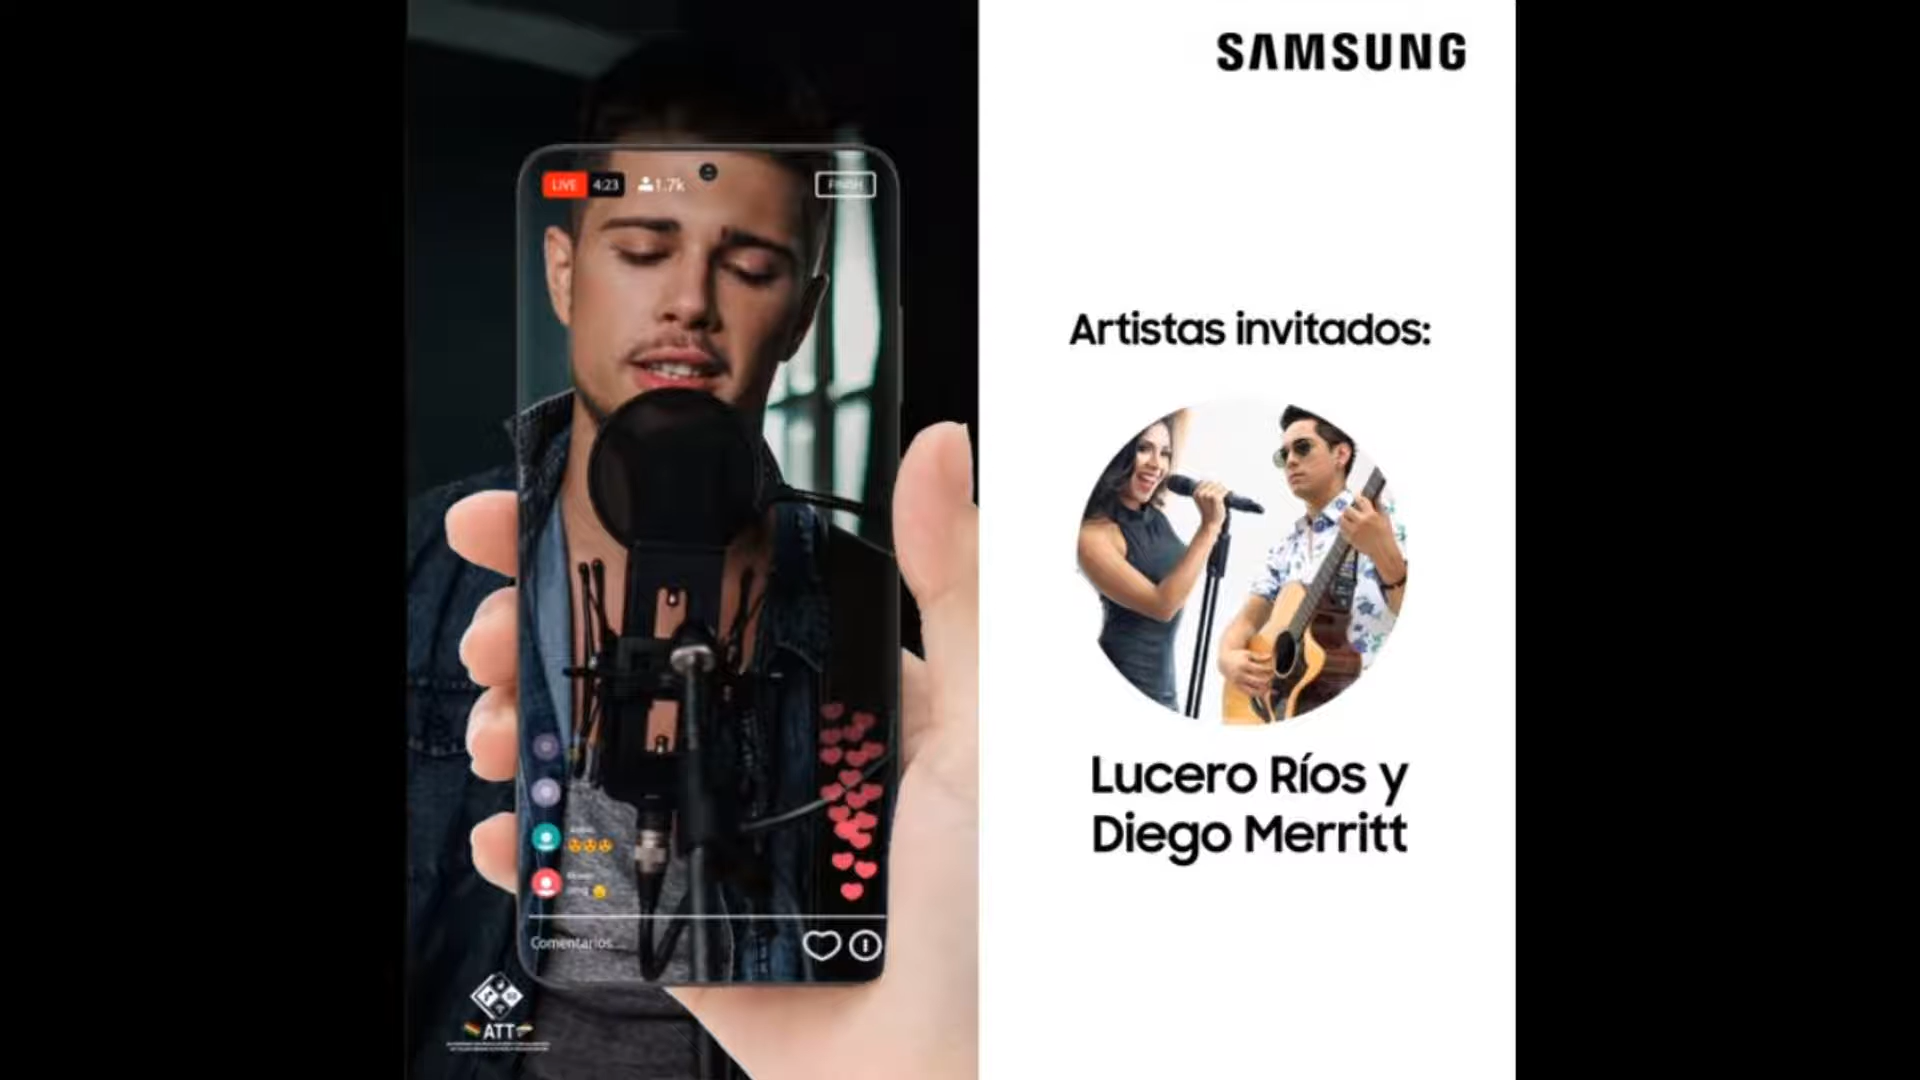 SAMSUNG
LIVE 4:23 1.7k FINISH
Artistas invitados:
Lucero Ríos y
Diego Merritt
Comentarios...
ATT